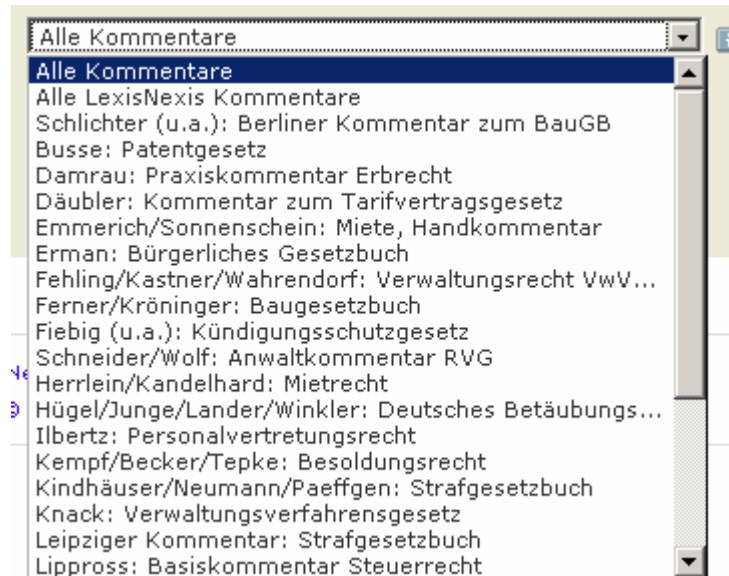 Alle Kommentare
Alle Kommentare
Alle LexisNexis Kommentare
Schlichter (u.a.): Berliner Kommentar zum BauGB
Busse: Patentgesetz
Damrau: Praxiskommentar Erbrecht
Däubler: Kommentar zum Tarifvertragsgesetz
Emmerich/Sonnenschein: Miete, Handkommentar
Erman: Bürgerliches Gesetzbuch
Fehling/Kastner/Wahrendorf: Verwaltungsrecht VwV...
Ferner/Kröninger: Baugesetzbuch
Fiebig (u.a.): Kündigungsschutzgesetz
Schneider/Wolf: Anwaltkommentar RVG
Herrlein/Kandelhard: Mietrecht
Hügel/Junge/Lander/Winkler: Deutsches Betäubungs...
Ilbertz: Personalvertretungsrecht
Kempf/Becker/Tepke: Besoldungsrecht
Kindhäuser/Neumann/Paeffgen: Strafgesetzbuch
Knack: Verwaltungsverfahrensgesetz
Leipziger Kommentar: Strafgesetzbuch
Lippross: Basiskommentar Steuerrecht